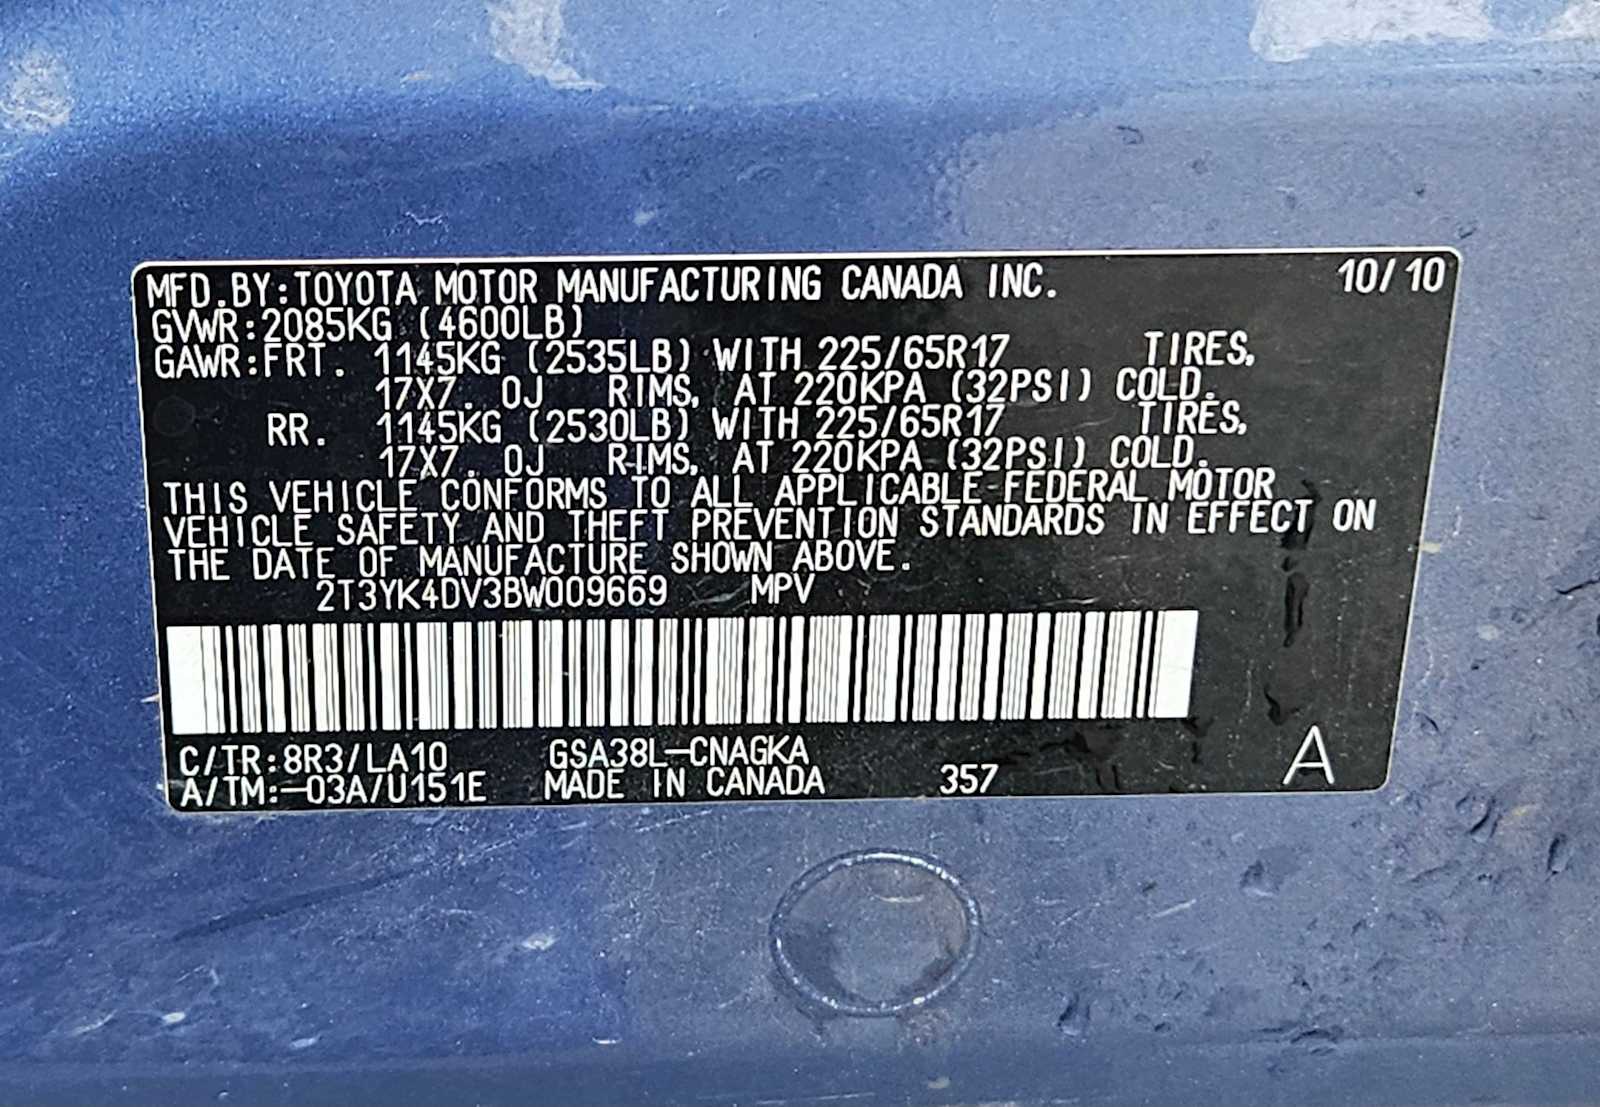 MFD.BY:TOYOTA MOTOR MANUFACTURING CANADA INC. 10/10
GVWR:2085KG (4600LB)
GAWR:FRT. 1145KG (2535LB) WITH 225/65R17 TIRES,
17X7. 0J RIMS, AT 220KPA (32PSI) COLD.
RR. 1145KG (2530LB) WITH 225/65R17 TIRES,
17X7. 0J RIMS, AT 220KPA (32PSI) COLD.
THIS VEHICLE CONFORMS TO ALL APPLICABLE FEDERAL MOTOR
VEHICLE SAFETY AND THEFT PREVENTION STANDARDS IN EFFECT ON
THE DATE OF MANUFACTURE SHOWN ABOVE.
2T3YK4DV3BW009669 MPV
C/TR:8R3/LA10 GSA38L-CNAGKA
A/TM:-03A/U151E MADE IN CANADA 357 A